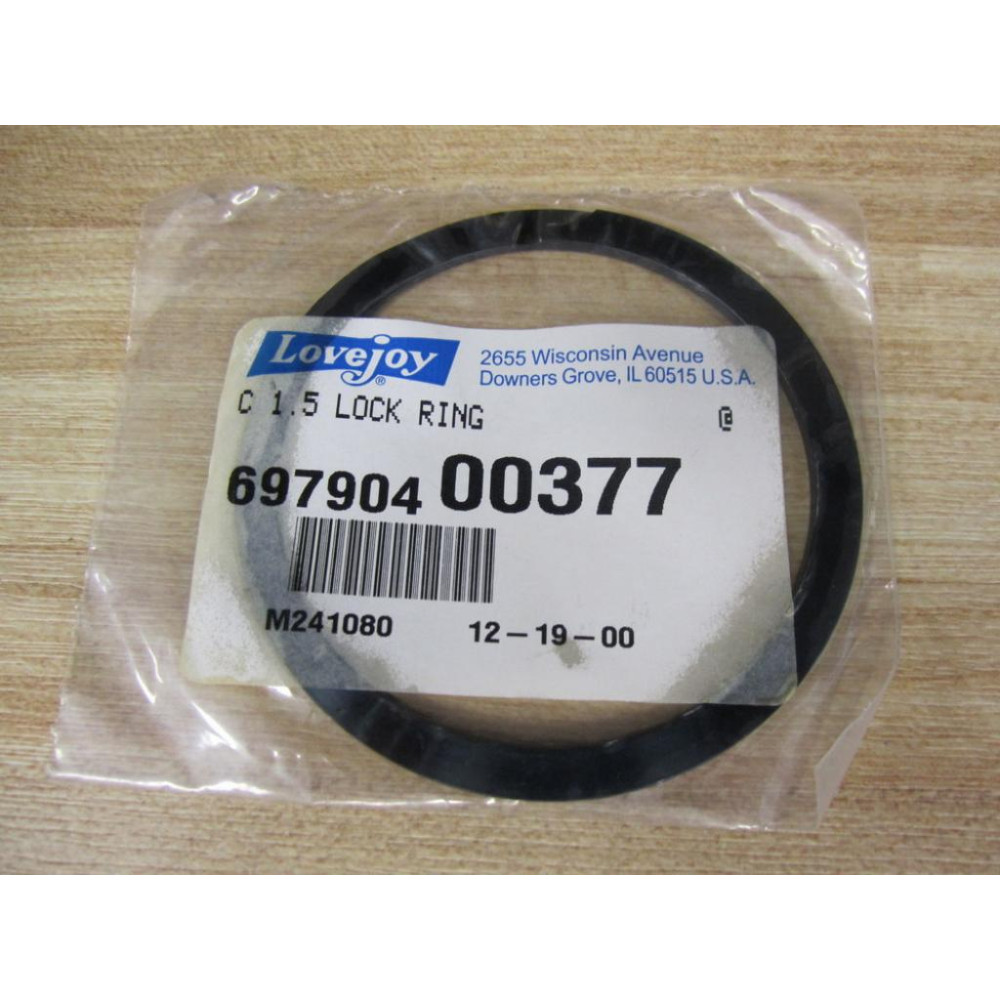 Lovejoy ®
2655 Wisconsin Avenue
Downers Grove, IL 60515 U.S.A.
C 1.5 LOCK RING
697904 00377
M241080 12-19-00